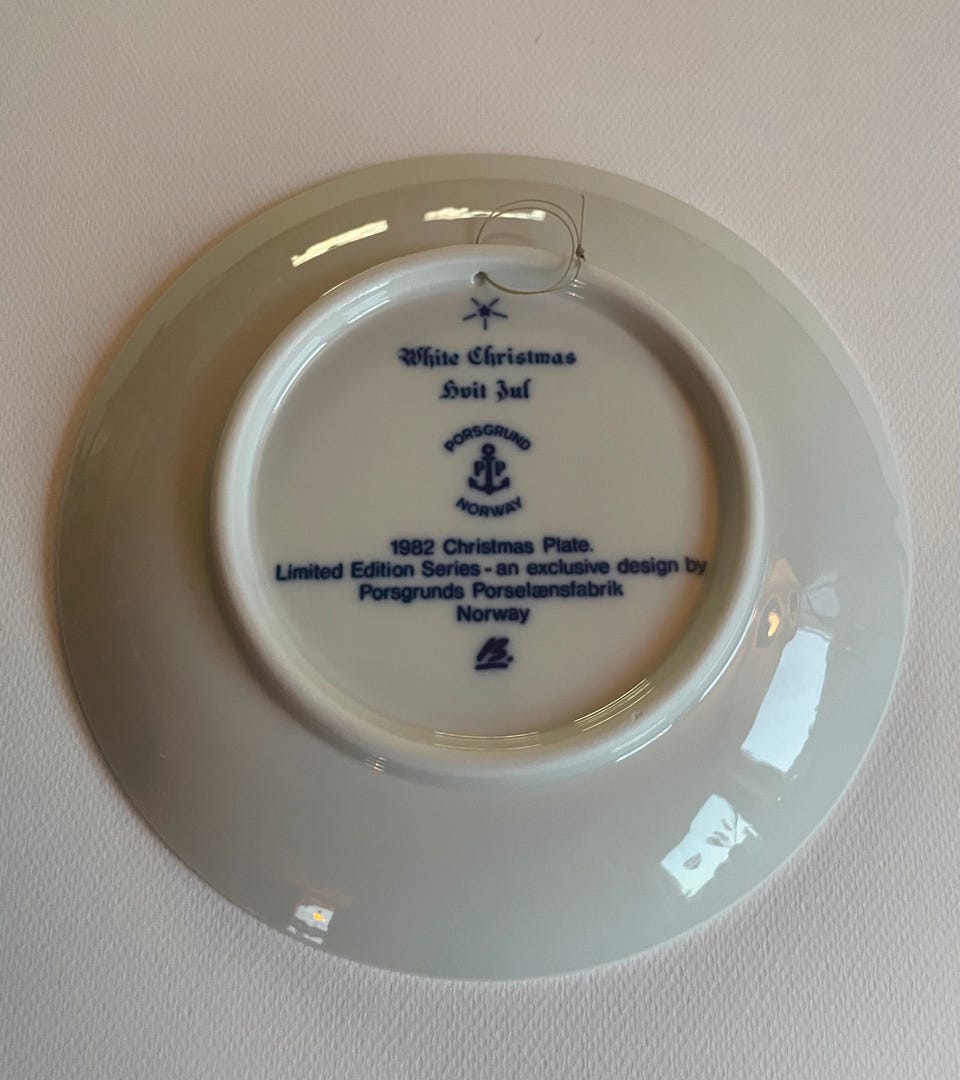 White Christmas
Hvit Jul
PORSGRUND
P P
NORWAY
1982 Christmas Plate.
Limited Edition Series - an exclusive design by
Porsgrunds Porselænsfabrik
Norway
B.